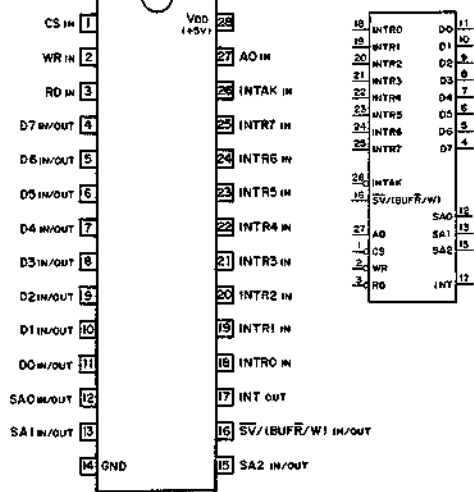 CS IN 1
WR IN 2
RD IN 3
D7 IN/OUT 4
D6 IN/OUT 5
D5 IN/OUT 6
D4 IN/OUT 7
D3 IN/OUT 8
D2 IN/OUT 9
D1 IN/OUT 10
D0 IN/OUT 11
SA0 IN/OUT 12
SA1 IN/OUT 13
14 GND
VDD 28
(+5V)
27 A0 IN
26 INTAK IN
25 INTR7 IN
24 INTR6 IN
23 INTR5 IN
22 INTR4 IN
21 INTR3 IN
20 INTR2 IN
19 INTR1 IN
18 INTR0 IN
17 INT OUT
16 S̅V̅/(BUFR̅/W) IN/OUT
15 SA2 IN/OUT
18 INTR0 D0 11
19 INTR1 D1 10
20 INTR2 D2 9
21 INTR3 D3 8
22 INTR4 D4 7
23 INTR5 D5 6
24 INTR6 D6 5
25 INTR7 D7 4
26 INTAK
16 S̅V̅/(BUFR̅/W)
SA0 12
27 A0 SA1 13
1 CS SA2 15
2 WR
3 RD INT 17